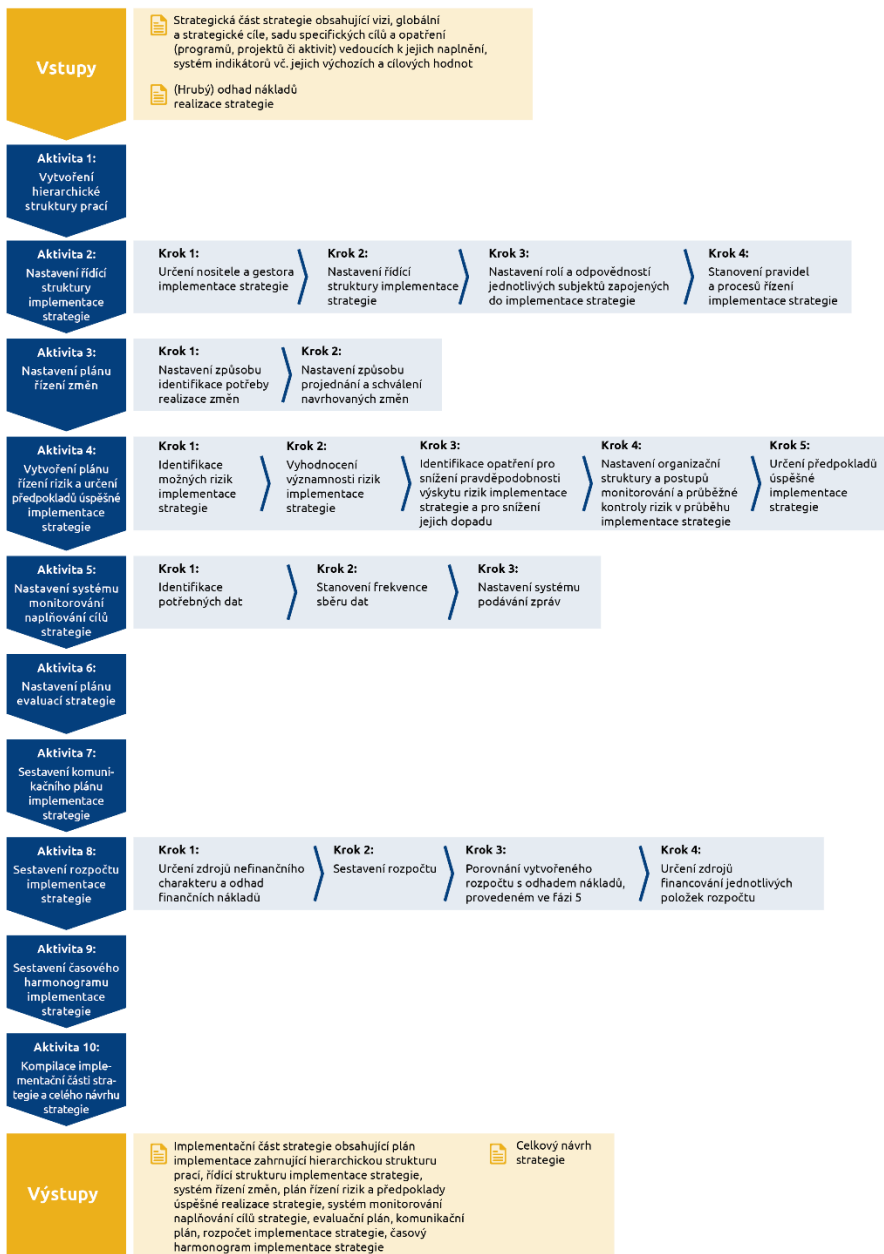 Vstupy
Strategická část strategie obsahující vizi, globální
a strategické cíle, sadu specifických cílů a opatření
(programů, projektů či aktivit) vedoucích k jejich naplnění,
systém indikátorů vč. jejich výchozích a cílových hodnot
(Hrubý) odhad nákladů
realizace strategie
Aktivita 1:
Vytvoření
hierarchické
struktury prací
Aktivita 2:
Nastavení řídící
struktury
implementace
strategie
Krok 1:
Určení nositele a gestora
implementace strategie
Krok 2:
Nastavení řídící
struktury implementace
strategie
Krok 3:
Nastavení rolí a odpovědností
jednotlivých subjektů zapojených
do implementace strategie
Krok 4:
Stanovení pravidel
a procesů řízení
implementace strategie
Aktivita 3:
Nastavení plánu
řízení změn
Krok 1:
Nastavení způsobu
identifikace potřeby
realizace změn
Krok 2:
Nastavení způsobu
projednání a schválení
navrhovaných změn
Aktivita 4:
Vytvoření plánu
řízení rizik a určení
předpokladů úspěšné
implementace
strategie
Krok 1:
Identifikace
možných rizik
implementace
strategie
Krok 2:
Vyhodnocení
významnosti rizik
implementace
strategie
Krok 3:
Identifikace opatření pro
snížení pravděpodobnosti
výskytu rizik implementace
strategie a pro snížení
jejich dopadu
Krok 4:
Nastavení organizační
struktury a postupů
monitorování a průběžné
kontroly rizik v průběhu
implementace strategie
Krok 5:
Určení předpokladů
úspěšné
implementace
strategie
Aktivita 5:
Nastavení systému
monitorování
naplňování cílů
strategie
Krok 1:
Identifikace
potřebných dat
Krok 2:
Stanovení frekvence
sběru dat
Krok 3:
Nastavení systému
podávání zpráv
Aktivita 6:
Nastavení plánu
evaluací strategie
Aktivita 7:
Sestavení komuni-
kačního plánu
implementace
strategie
Aktivita 8:
Sestavení rozpočtu
implementace
strategie
Krok 1:
Určení zdrojů nefinančního
charakteru a odhad
finančních nákladů
Krok 2:
Sestavení rozpočtu
Krok 3:
Porovnání vytvořeného
rozpočtu s odhadem nákladů,
provedeném ve fázi 5
Krok 4:
Určení zdrojů
financování jednotlivých
položek rozpočtu
Aktivita 9:
Sestavení časového
harmonogramu
implementace
strategie
Aktivita 10:
Kompilace imple-
mentační části stra-
tegie a celého návrhu
strategie
Výstupy
Implementační část strategie obsahující plán
implementace zahrnující hierarchickou strukturu
prací, řídící strukturu implementace strategie,
systém řízení změn, plán řízení rizik a předpoklady
úspěšné realizace strategie, systém monitorování
naplňování cílů strategie, evaluační plán, komunikační
plán, rozpočet implementace strategie, časový
harmonogram implementace strategie
Celkový návrh
strategie